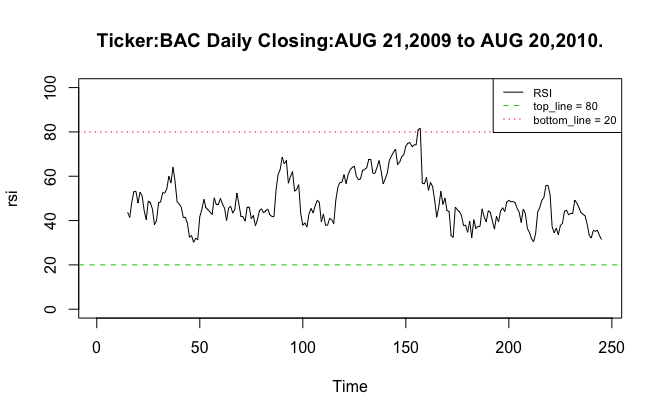 Ticker:BAC Daily Closing:AUG 21,2009 to AUG 20,2010.
RSI
top_line = 80
bottom_line = 20
100
80
60
40
20
0
rsi
0 50 100 150 200 250
Time